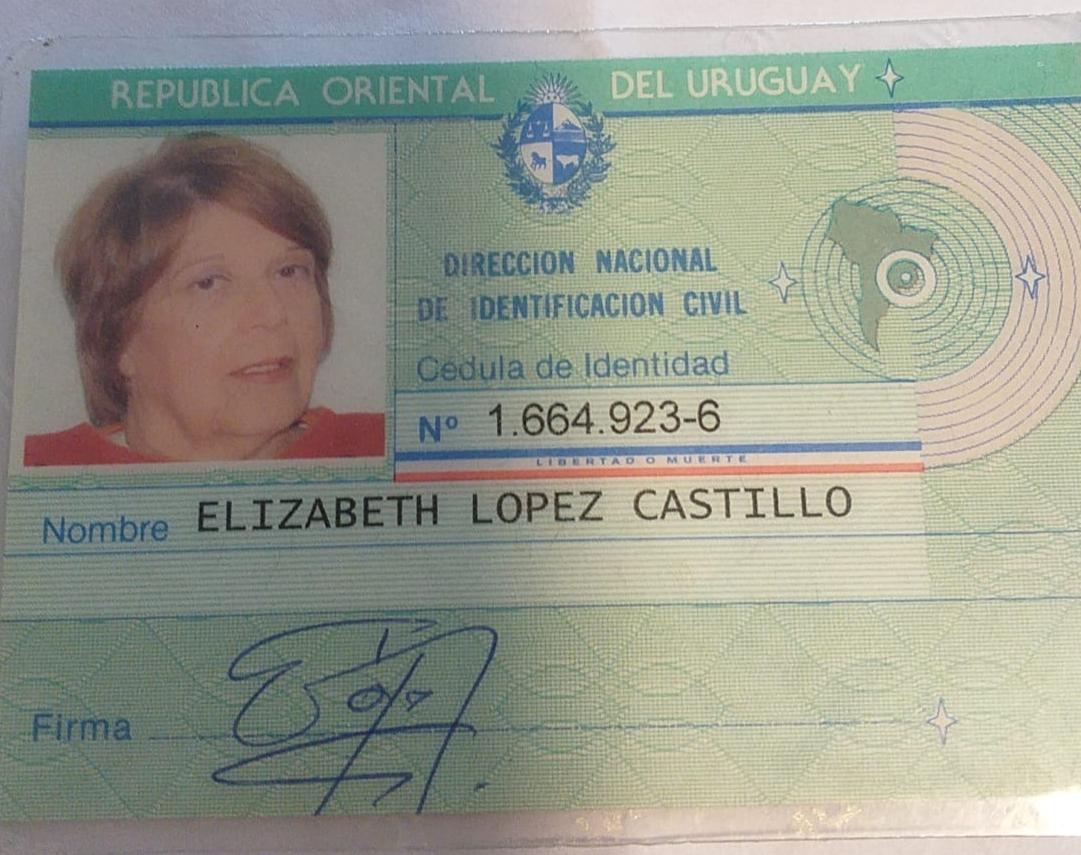 REPUBLICA ORIENTAL DEL URUGUAY
DIRECCION NACIONAL
DE IDENTIFICACION CIVIL
Cedula de Identidad
Nº 1.664.923-6
LIBERTAD O MUERTE
Nombre ELIZABETH LOPEZ CASTILLO
Firma